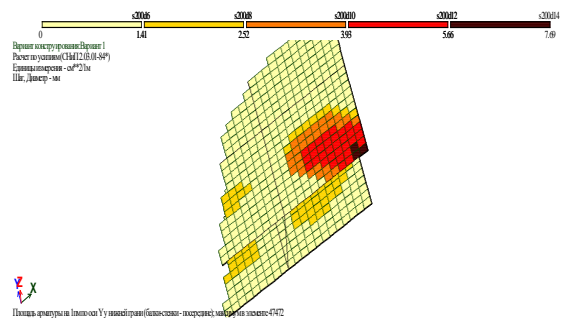 s200d6 s200d8 s200d10 s200d12 s200d14
0 1.41 2.52 3.93 5.66 7.69
Вариант конструирования:Вариант 1
Расчет по усилиям(СНиП 2.03.01-84*)
Единицы измерения - см**2/1м
Шаг, Диаметр - мм
Y Z X
Площадь арматуры на 1пм по оси Y у нижней грани (балки-стенки - посередине); максимум в элементе 47472